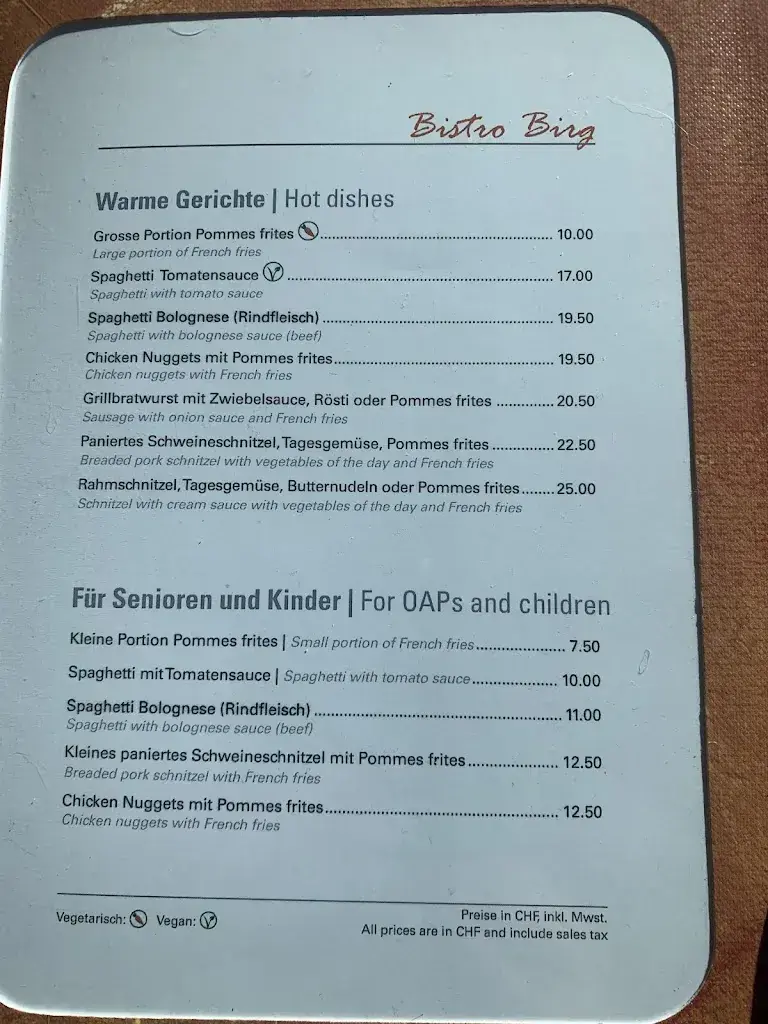 Bistro Birg
Warme Gerichte | Hot dishes
Grosse Portion Pommes frites ........ 10.00
Large portion of French fries
Spaghetti Tomatensauce ........ 17.00
Spaghetti with tomato sauce
Spaghetti Bolognese (Rindfleisch) ........ 19.50
Spaghetti with bolognese sauce (beef)
Chicken Nuggets mit Pommes frites ........ 19.50
Chicken nuggets with French fries
Grillbratwurst mit Zwiebelsauce, Rösti oder Pommes frites ........ 20.50
Sausage with onion sauce and French fries
Paniertes Schweineschnitzel, Tagesgemüse, Pommes frites ........ 22.50
Breaded pork schnitzel with vegetables of the day and French fries
Rahmschnitzel, Tagesgemüse, Butternudeln oder Pommes frites ........ 25.00
Schnitzel with cream sauce with vegetables of the day and French fries
Für Senioren und Kinder | For OAPs and children
Kleine Portion Pommes frites | Small portion of French fries ........ 7.50
Spaghetti mit Tomatensauce | Spaghetti with tomato sauce ........ 10.00
Spaghetti Bolognese (Rindfleisch) ........ 11.00
Spaghetti with bolognese sauce (beef)
Kleines paniertes Schweineschnitzel mit Pommes frites ........ 12.50
Breaded pork schnitzel with French fries
Chicken Nuggets mit Pommes frites ........ 12.50
Chicken nuggets with French fries
Vegetarisch: Vegan:
Preise in CHF, inkl. Mwst.
All prices are in CHF and include sales tax